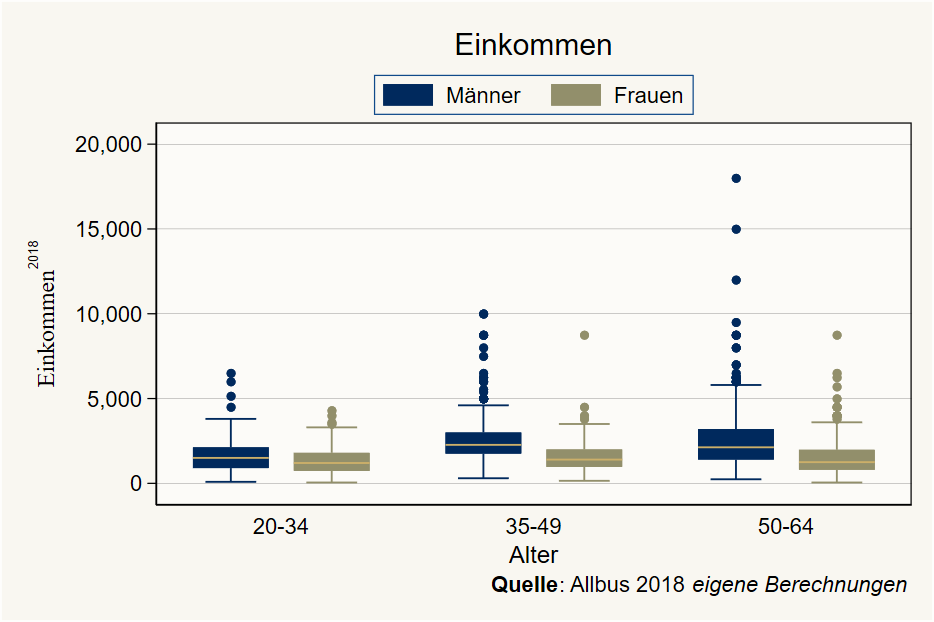 Einkommen
Männer Frauen
20,000
15,000
10,000
5,000
0
Einkommen 2018
20-34 35-49 50-64
Alter
Quelle: Allbus 2018 eigene Berechnungen